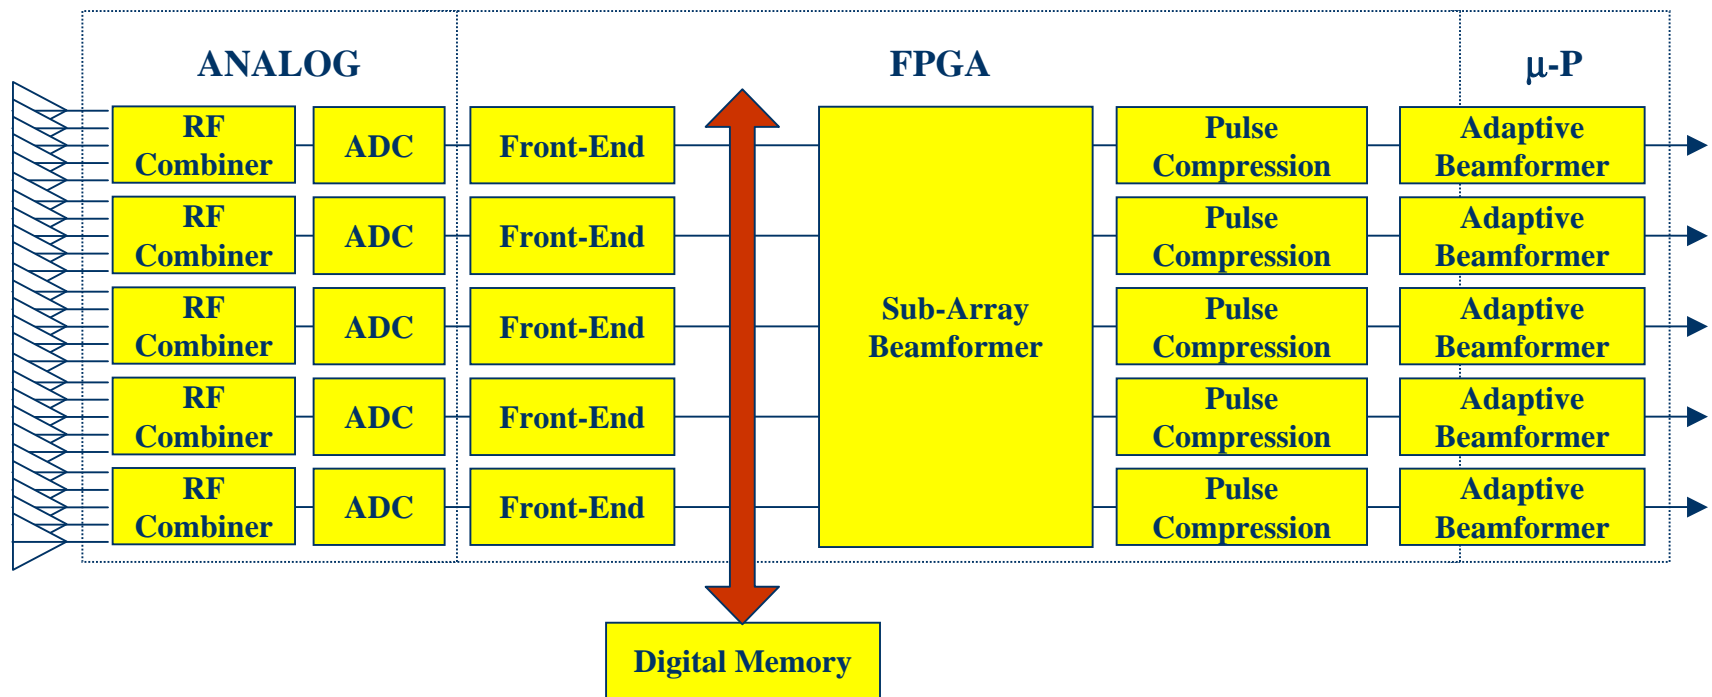 ANALOG FPGA μ-P
RF Combiner ADC Front-End Pulse Compression Adaptive Beamformer
RF Combiner ADC Front-End Pulse Compression Adaptive Beamformer
RF Combiner ADC Front-End Sub-Array Beamformer Pulse Compression Adaptive Beamformer
RF Combiner ADC Front-End Pulse Compression Adaptive Beamformer
RF Combiner ADC Front-End Pulse Compression Adaptive Beamformer
Digital Memory